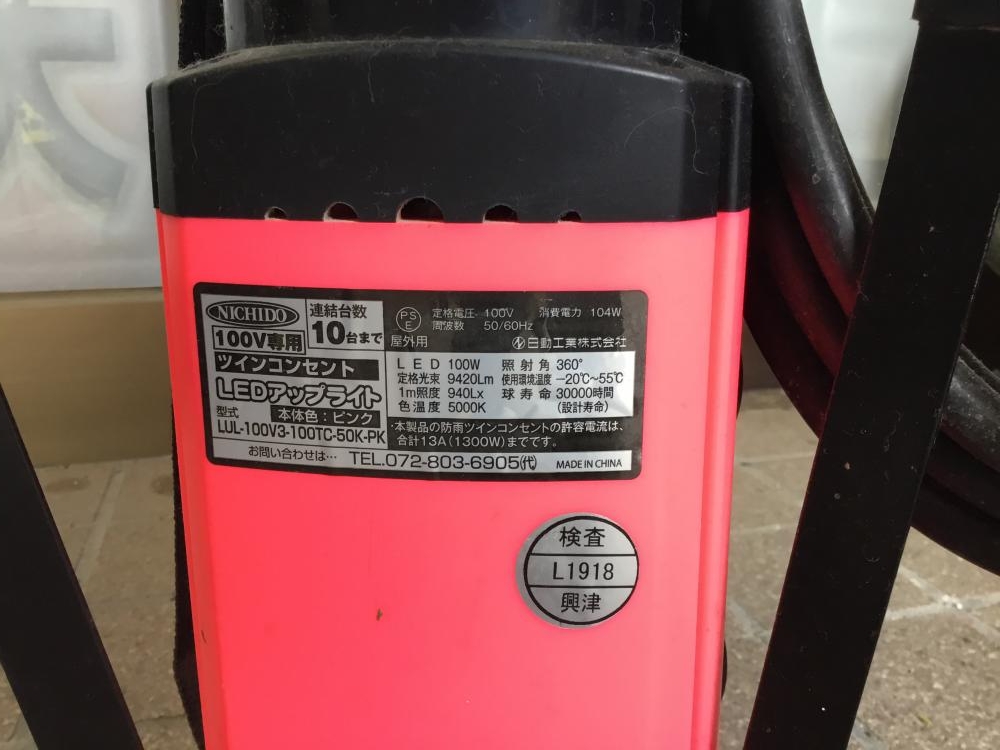 NICHIDO
連結台数
10台まで
100V専用
ツインコンセント
LEDアップライト
型式
本体色:ピンク
LUL-100V3-100TC-50K-PK
PS
E
定格電圧 100V 消費電力 104W
周波数 50/60Hz
屋外用
日動工業株式会社
LED 100W 照射角 360°
定格光束 9420Lm 使用環境温度 -20℃~55℃
1m照度 940Lx 球寿命 30000時間
色温度 5000K (設計寿命)
・本製品の防雨ツインコンセントの許容電流は、
合計13A(1300W)までです。
お問い合わせは… TEL.072-803-6905㈹ MADE IN CHINA
検査
L1918
興津